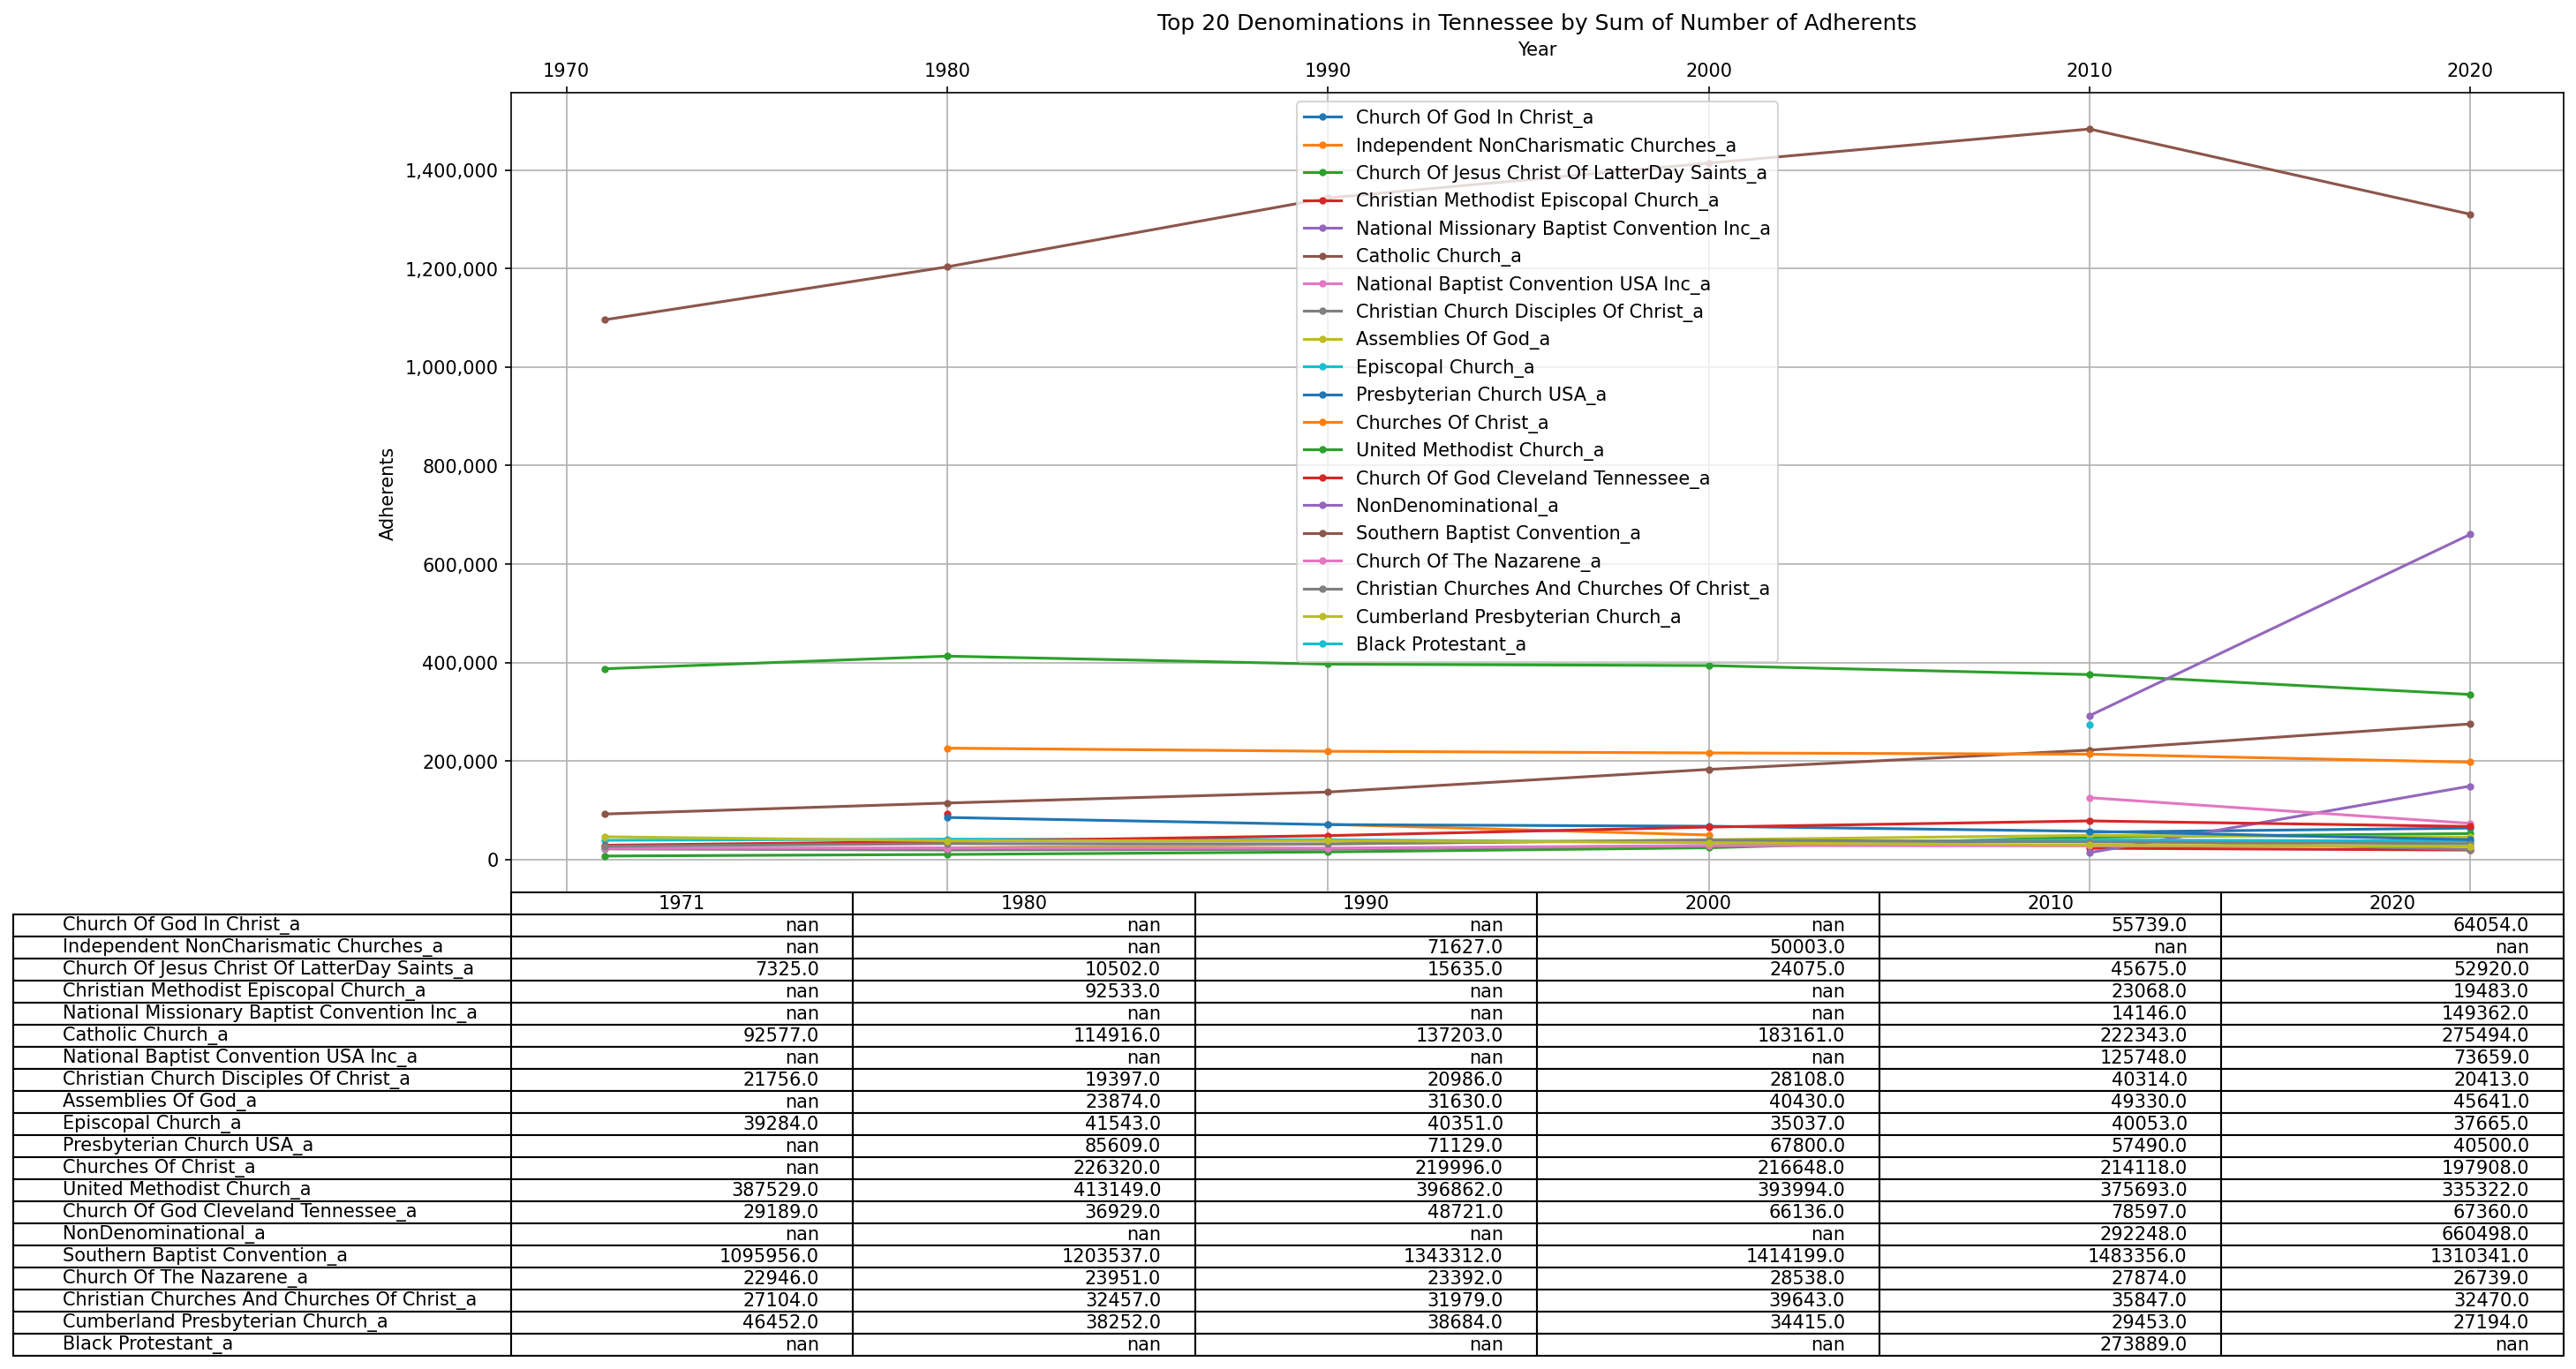 Top 20 Denominations in Tennessee by Sum of Number of Adherents
Year
1970 1980 1990 2000 2010 2020
1,400,000
1,200,000
1,000,000
800,000
600,000
400,000
200,000
0
Adherents
Church Of God In Christ_a
Independent NonCharismatic Churches_a
Church Of Jesus Christ Of LatterDay Saints_a
Christian Methodist Episcopal Church_a
National Missionary Baptist Convention Inc_a
Catholic Church_a
National Baptist Convention USA Inc_a
Christian Church Disciples Of Christ_a
Assemblies Of God_a
Episcopal Church_a
Presbyterian Church USA_a
Churches Of Christ_a
United Methodist Church_a
Church Of God Cleveland Tennessee_a
NonDenominational_a
Southern Baptist Convention_a
Church Of The Nazarene_a
Christian Churches And Churches Of Christ_a
Cumberland Presbyterian Church_a
Black Protestant_a
1971 1980 1990 2000 2010 2020
Church Of God In Christ_a nan nan nan nan 55739.0 64054.0
Independent NonCharismatic Churches_a nan nan 71627.0 50003.0 nan nan
Church Of Jesus Christ Of LatterDay Saints_a 7325.0 10502.0 15635.0 24075.0 45675.0 52920.0
Christian Methodist Episcopal Church_a nan 92533.0 nan nan 23068.0 19483.0
National Missionary Baptist Convention Inc_a nan nan nan nan 14146.0 149362.0
Catholic Church_a 92577.0 114916.0 137203.0 183161.0 222343.0 275494.0
National Baptist Convention USA Inc_a nan nan nan nan 125748.0 73659.0
Christian Church Disciples Of Christ_a 21756.0 19397.0 20986.0 28108.0 40314.0 20413.0
Assemblies Of God_a nan 23874.0 31630.0 40430.0 49330.0 45641.0
Episcopal Church_a 39284.0 41543.0 40351.0 35037.0 40053.0 37665.0
Presbyterian Church USA_a nan 85609.0 71129.0 67800.0 57490.0 40500.0
Churches Of Christ_a nan 226320.0 219996.0 216648.0 214118.0 197908.0
United Methodist Church_a 387529.0 413149.0 396862.0 393994.0 375693.0 335322.0
Church Of God Cleveland Tennessee_a 29189.0 36929.0 48721.0 66136.0 78597.0 67360.0
NonDenominational_a nan nan nan nan 292248.0 660498.0
Southern Baptist Convention_a 1095956.0 1203537.0 1343312.0 1414199.0 1483356.0 1310341.0
Church Of The Nazarene_a 22946.0 23951.0 23392.0 28538.0 27874.0 26739.0
Christian Churches And Churches Of Christ_a 27104.0 32457.0 31979.0 39643.0 35847.0 32470.0
Cumberland Presbyterian Church_a 46452.0 38252.0 38684.0 34415.0 29453.0 27194.0
Black Protestant_a nan nan nan nan 273889.0 nan